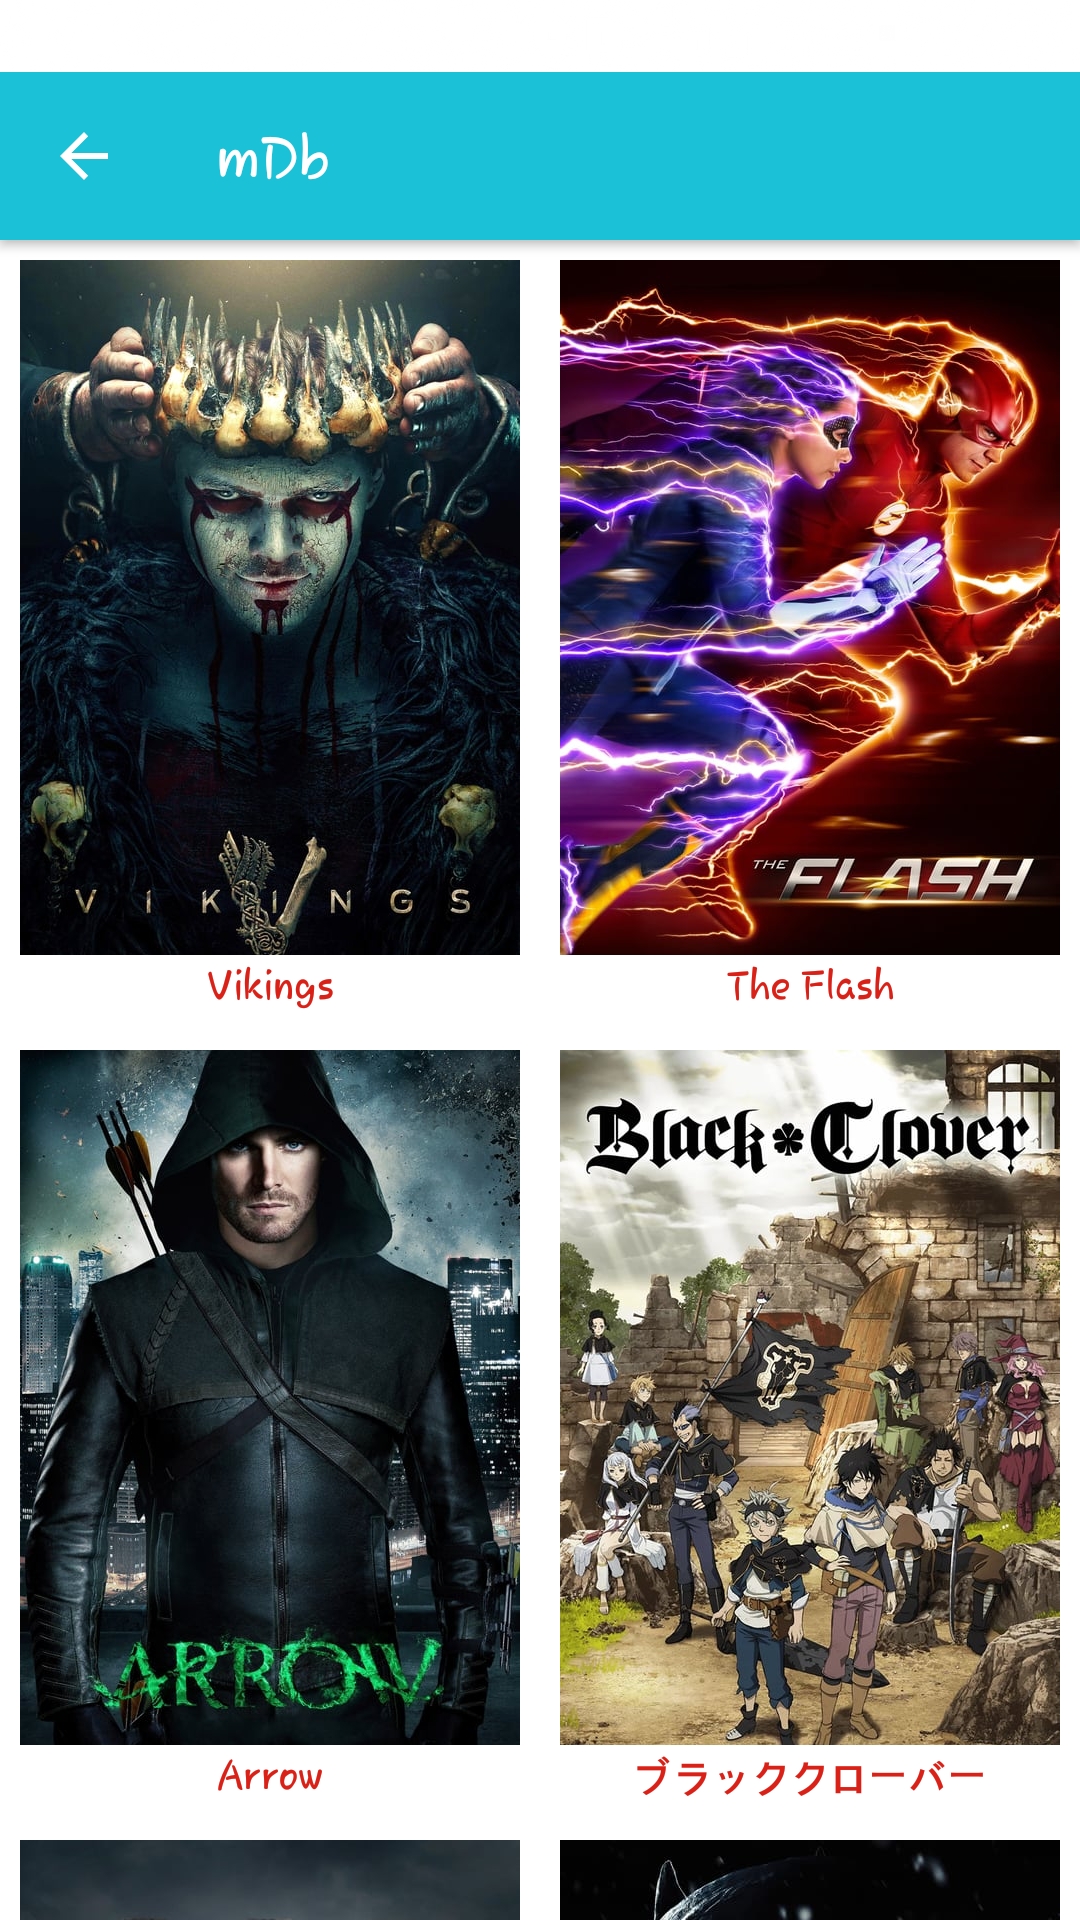 mDb
VIKINGS
THE FLASH
Vikings
The Flash
ARROW
Black Clover
Arrow
ブラッククローバー